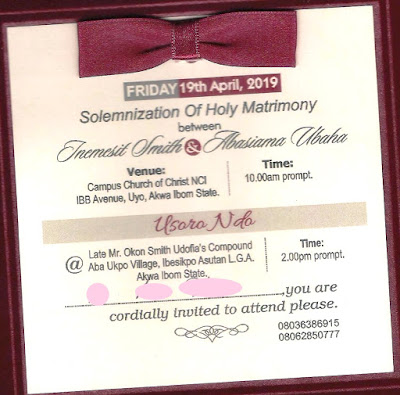 FRIDAY 19th April, 2019
Solemnization Of Holy Matrimony
between
Inemesit Smith & Abasiama Ubaha
Venue:
Campus Church of Christ NCI
IBB Avenue, Uyo, Akwa Ibom State.
Time:
10.00am prompt.
Usoro Ndo
@ Late Mr. Okon Smith Udofia's Compound
Aba Ukpo Village, Ibesikpo Asutan L.G.A.
Akwa Ibom State.
Time:
2.00pm prompt.
,you are
cordially invited to attend please.
08036386915
08062850777